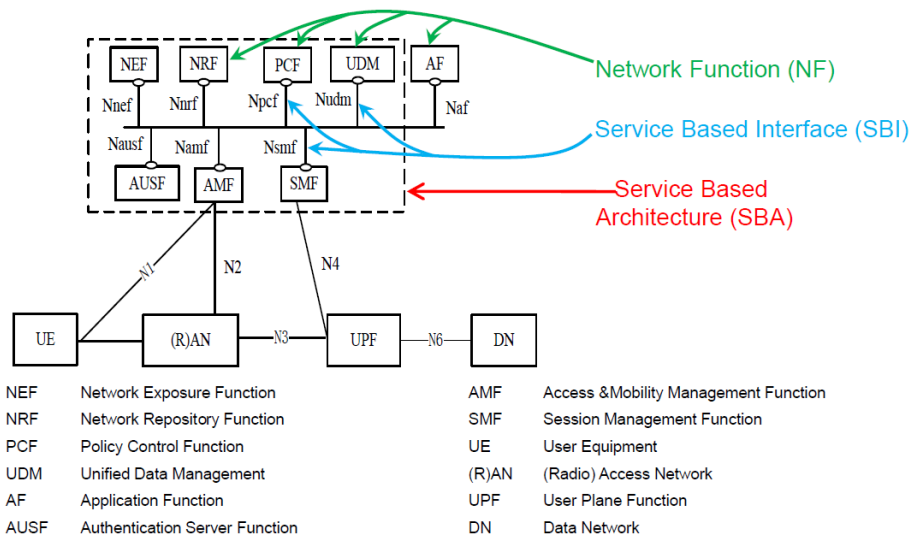 NEF
NRF
PCF
UDM
AF
Network Function (NF)
Nnef
Nnrf
Npcf
Nudm
Naf
Service Based Interface (SBI)
Nausf
Namf
Nsmf
AUSF
AMF
SMF
Service Based
Architecture (SBA)
N1
N2
N4
UE
(R)AN
N3
UPF
N6
DN
NEF Network Exposure Function
NRF Network Repository Function
PCF Policy Control Function
UDM Unified Data Management
AF Application Function
AUSF Authentication Server Function
AMF Access &Mobility Management Function
SMF Session Management Function
UE User Equipment
(R)AN (Radio) Access Network
UPF User Plane Function
DN Data Network